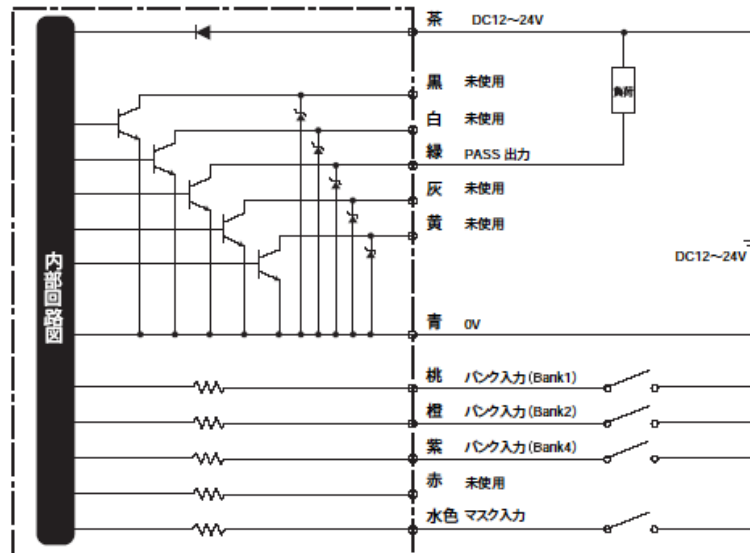 茶 DC12～24V
黒 未使用
負荷
白 未使用
緑 PASS 出力
灰 未使用
黄 未使用
DC12～24V
内部回路図
青 0V
桃 バンク入力(Bank1)
橙 バンク入力(Bank2)
紫 バンク入力(Bank4)
赤 未使用
水色 マスク入力